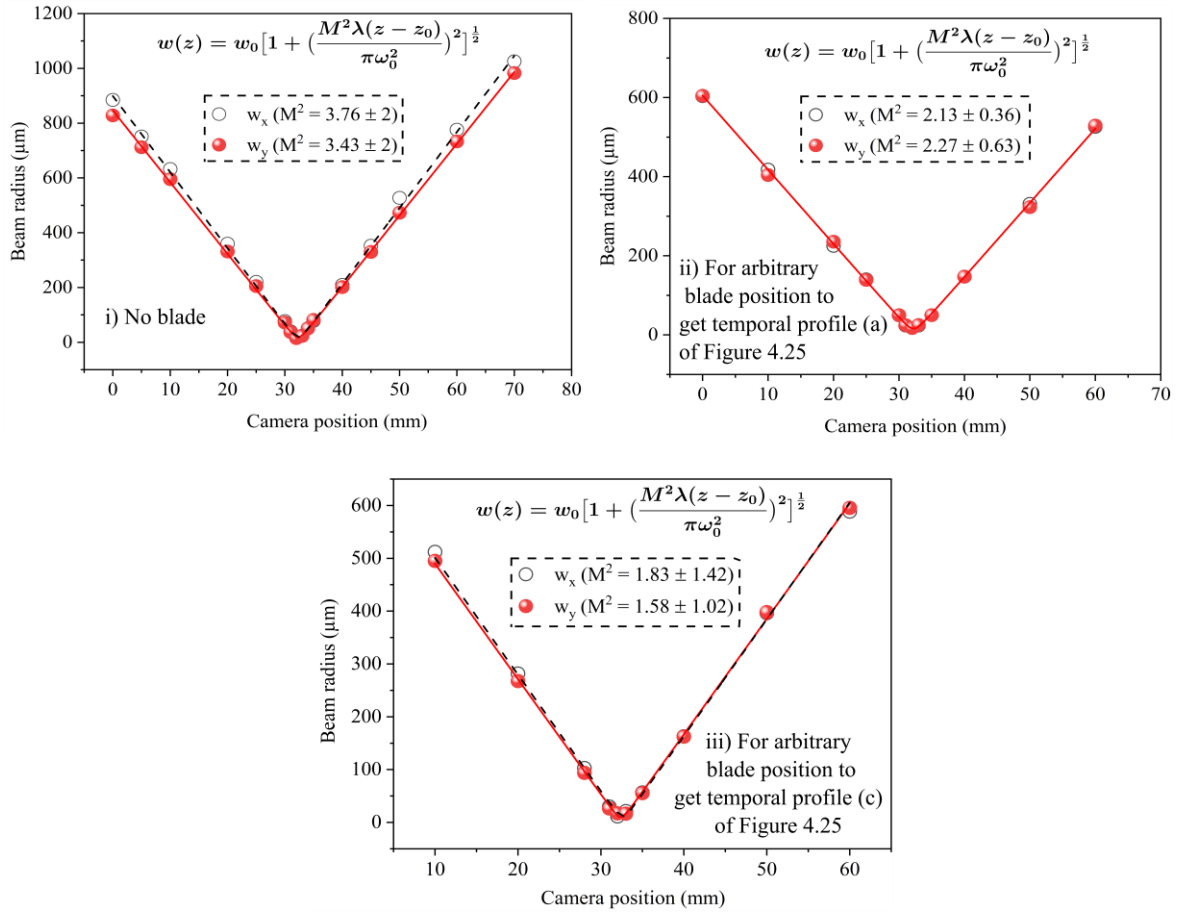 w(z) = w₀[1 + (M²λ(z − z₀)/πω₀²)²]^½
w_x (M² = 3.76 ± 2)
w_y (M² = 3.43 ± 2)
i) No blade
Beam radius (μm)
1200
1000
800
600
400
200
0
0 10 20 30 40 50 60 70 80
Camera position (mm)
w(z) = w₀[1 + (M²λ(z − z₀)/πω₀²)²]^½
w_x (M² = 2.13 ± 0.36)
w_y (M² = 2.27 ± 0.63)
ii) For arbitrary
blade position to
get temporal profile (a)
of Figure 4.25
Beam radius (μm)
800
600
400
200
0
0 10 20 30 40 50 60 70
Camera position (mm)
w(z) = w₀[1 + (M²λ(z − z₀)/πω₀²)²]^½
w_x (M² = 1.83 ± 1.42)
w_y (M² = 1.58 ± 1.02)
iii) For arbitrary
blade position to
get temporal profile (c)
of Figure 4.25
Beam radius (μm)
600
500
400
300
200
100
0
10 20 30 40 50 60
Camera position (mm)